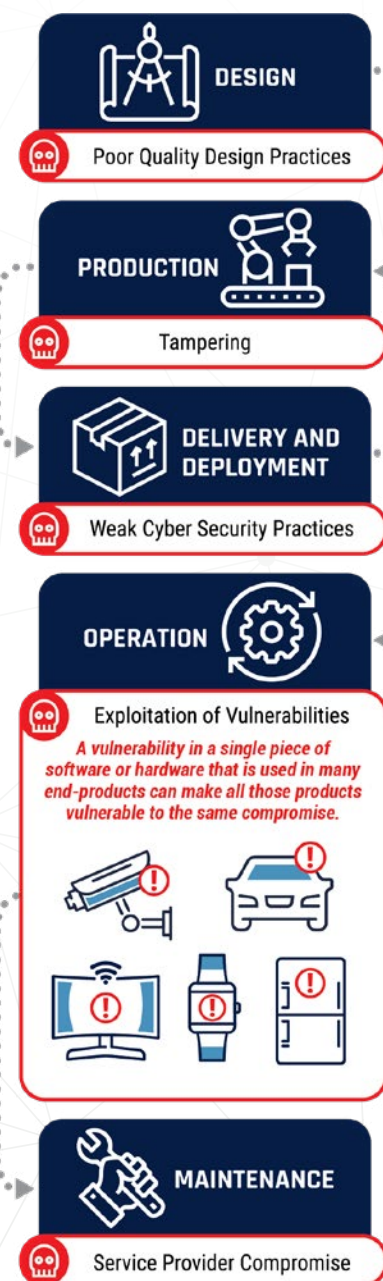 DESIGN
Poor Quality Design Practices
PRODUCTION
Tampering
DELIVERY AND
DEPLOYMENT
Weak Cyber Security Practices
OPERATION
Exploitation of Vulnerabilities
A vulnerability in a single piece of
software or hardware that is used in many
end-products can make all those products
vulnerable to the same compromise.
!
!
!
!
!
MAINTENANCE
Service Provider Compromise